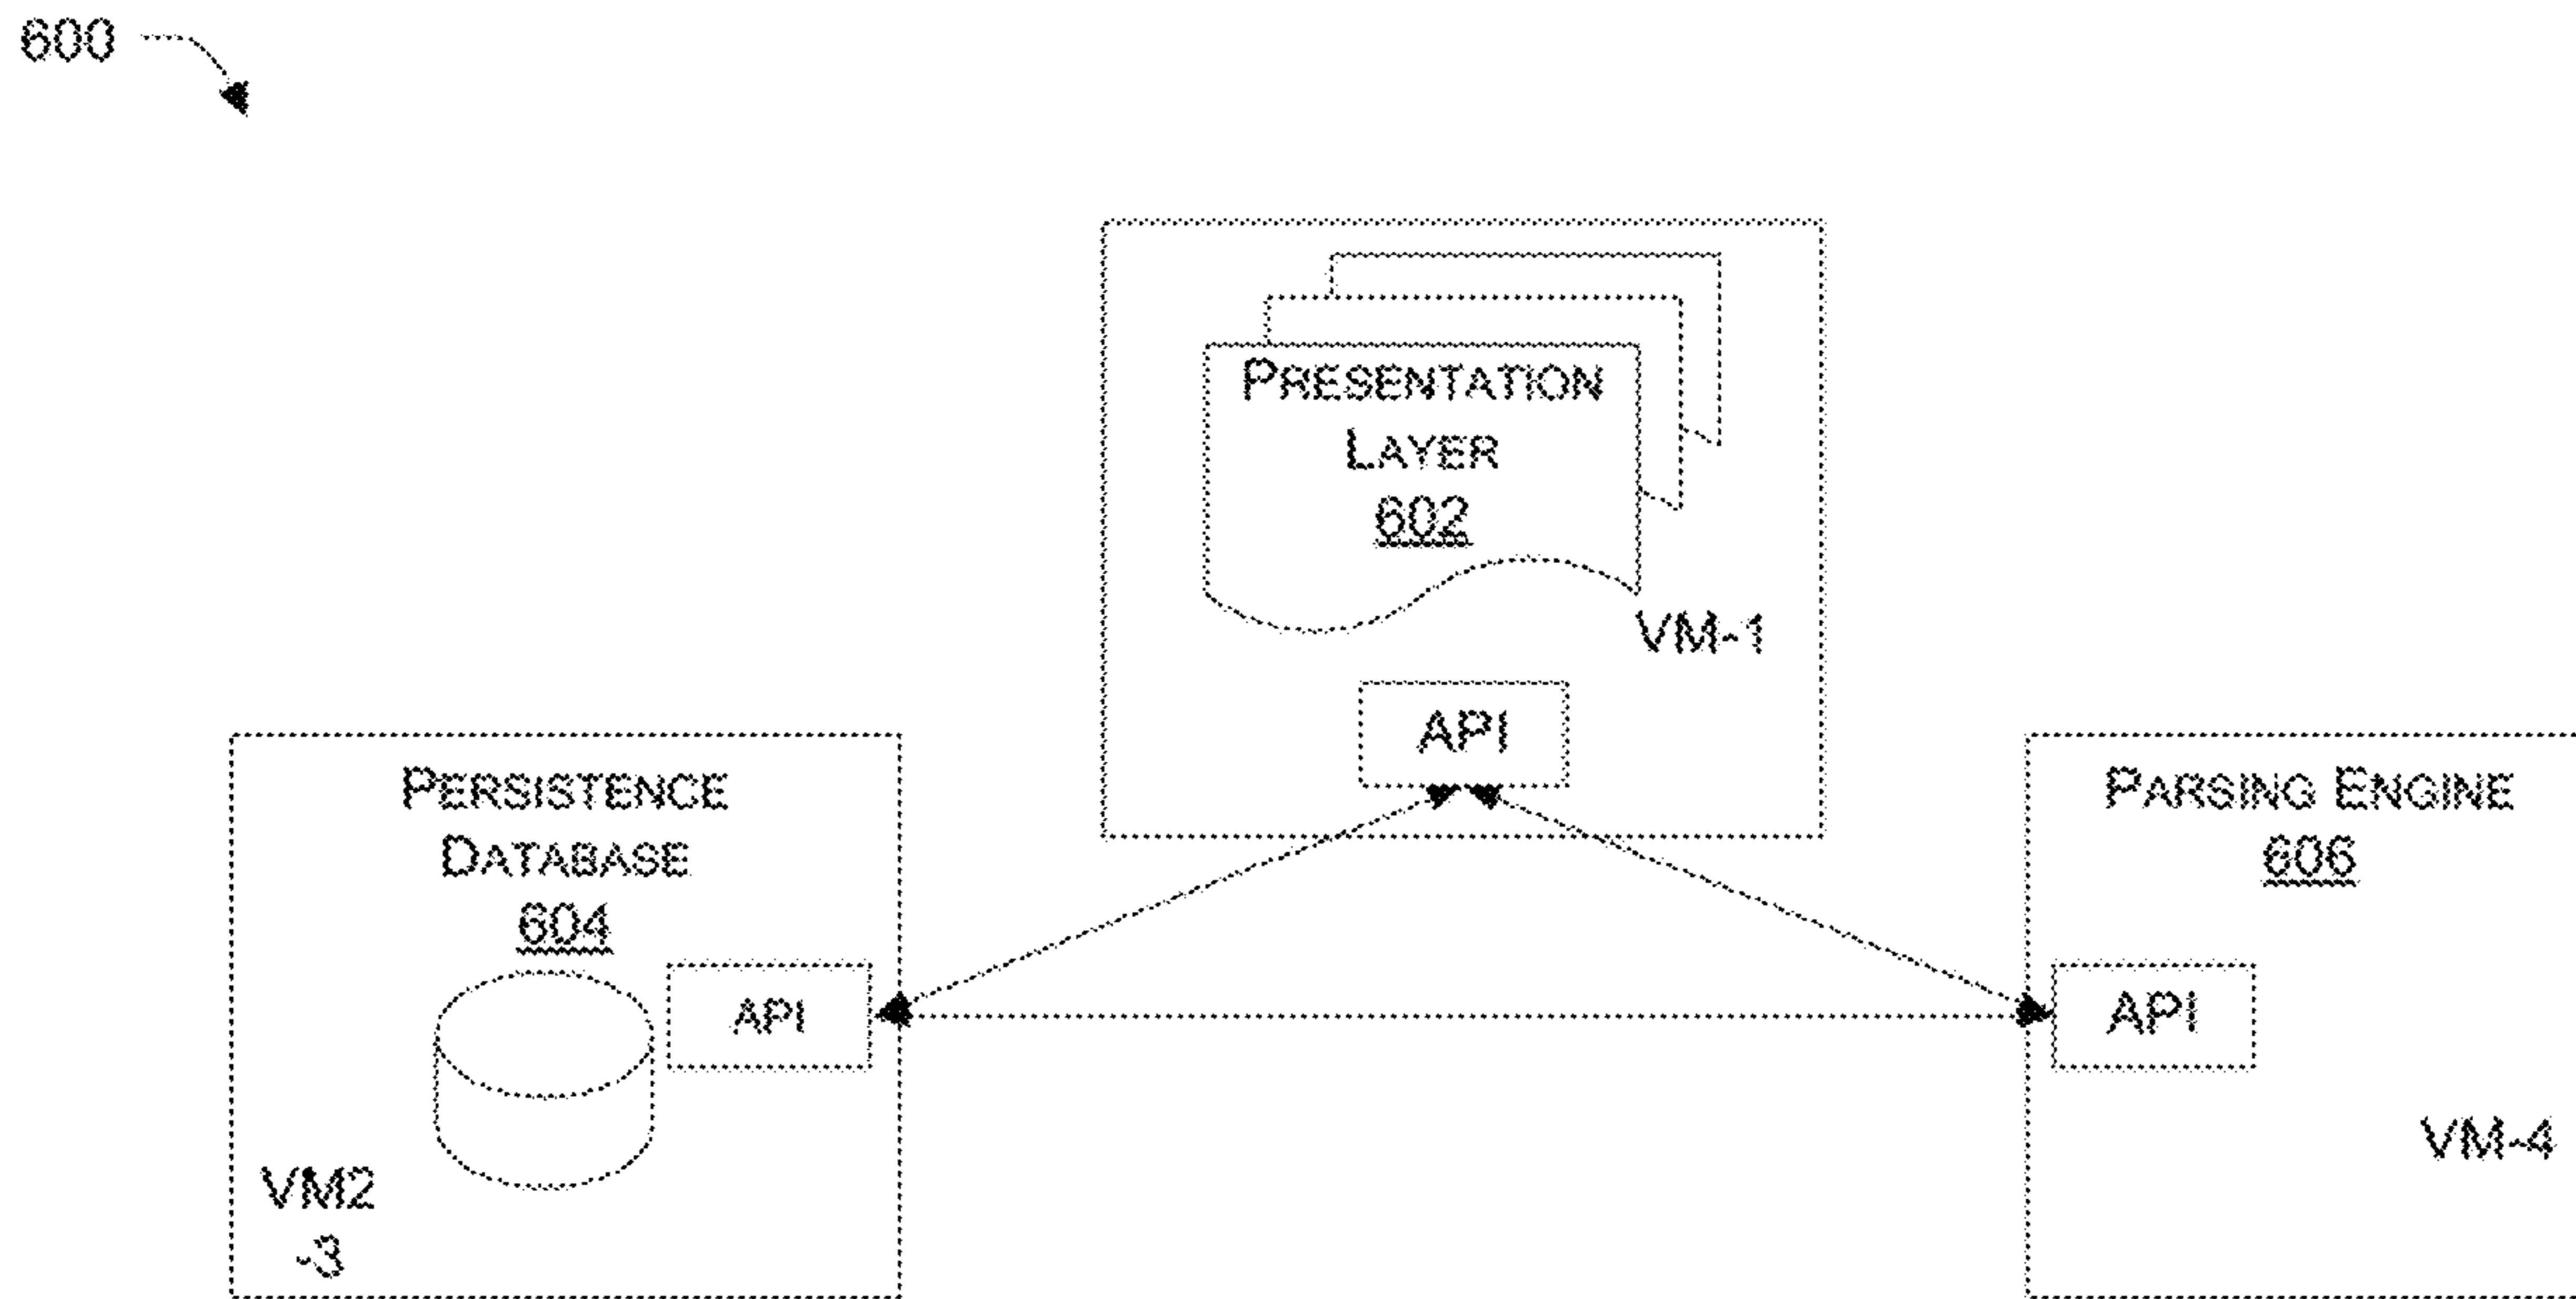 600
PRESENTATION
LAYER
602
VM-1
API
PERSISTENCE
DATABASE
604
API
VM2
-3
PARSING ENGINE
606
API
VM-4